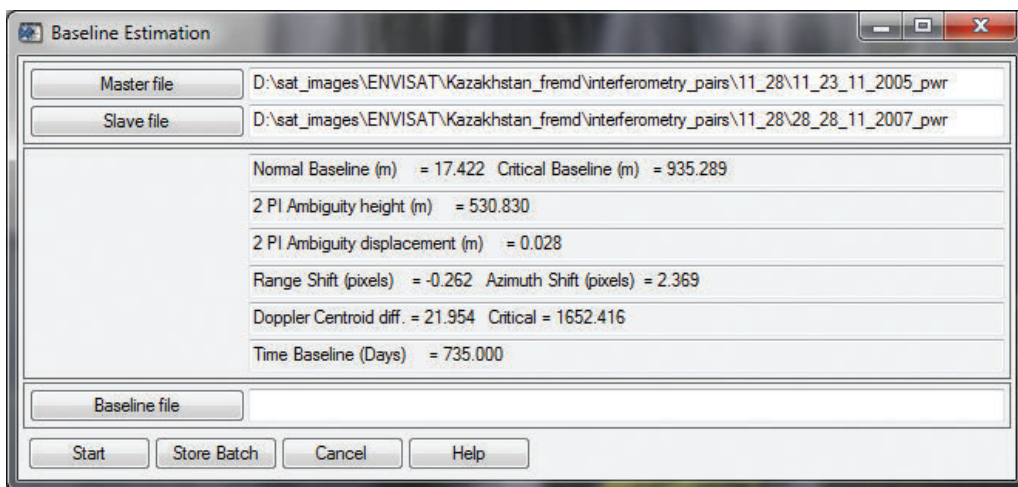 Baseline Estimation
Master file D:\sat_images\ENVISAT\Kazakhstan_fremd\interferometry_pairs\11_28\11_23_11_2005_pwr
Slave file D:\sat_images\ENVISAT\Kazakhstan_fremd\interferometry_pairs\11_28\28_28_11_2007_pwr
Normal Baseline (m) = 17.422 Critical Baseline (m) = 935.289
2 PI Ambiguity height (m) = 530.830
2 PI Ambiguity displacement (m) = 0.028
Range Shift (pixels) = -0.262 Azimuth Shift (pixels) = 2.369
Doppler Centroid diff. = 21.954 Critical = 1652.416
Time Baseline (Days) = 735.000
Baseline file
Start Store Batch Cancel Help